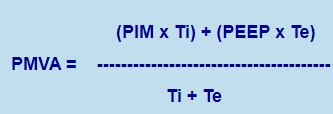 (PIM x Ti) + (PEEP x Te)
PMVA = ---------------------------------------
Ti + Te